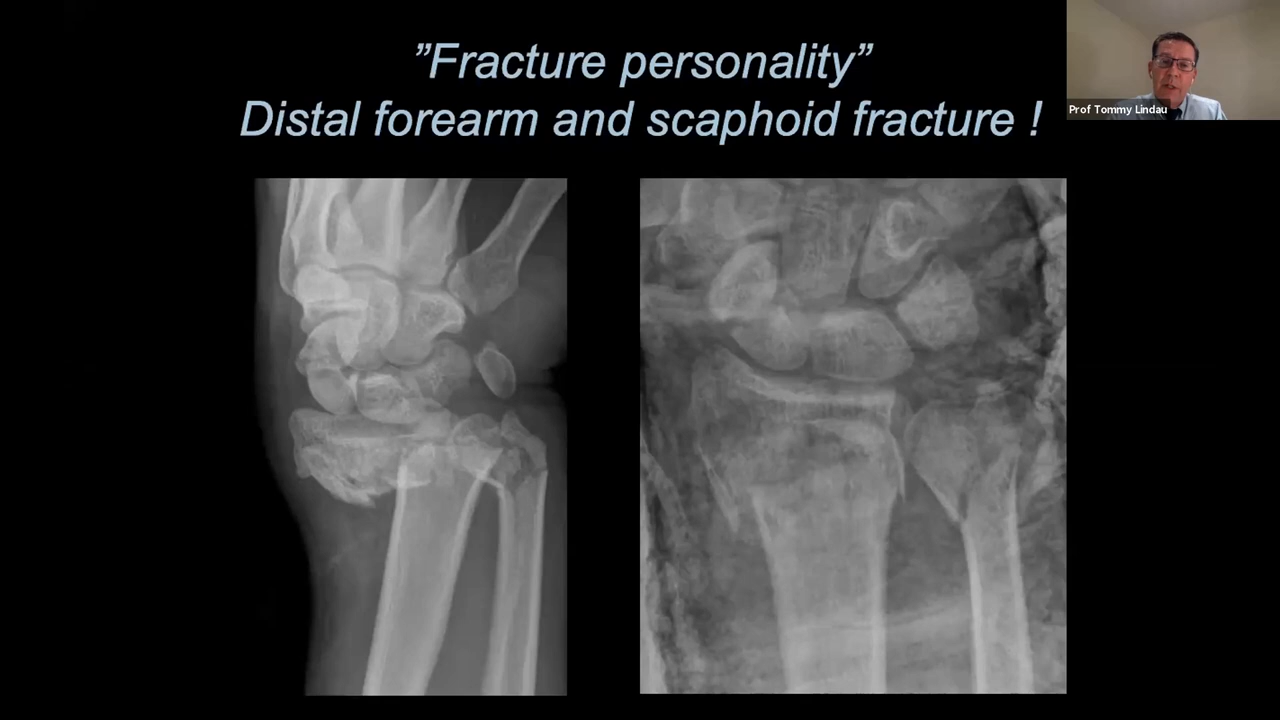 ”Fracture personality”
Distal forearm and scaphoid fracture !
Prof Tommy Lindau